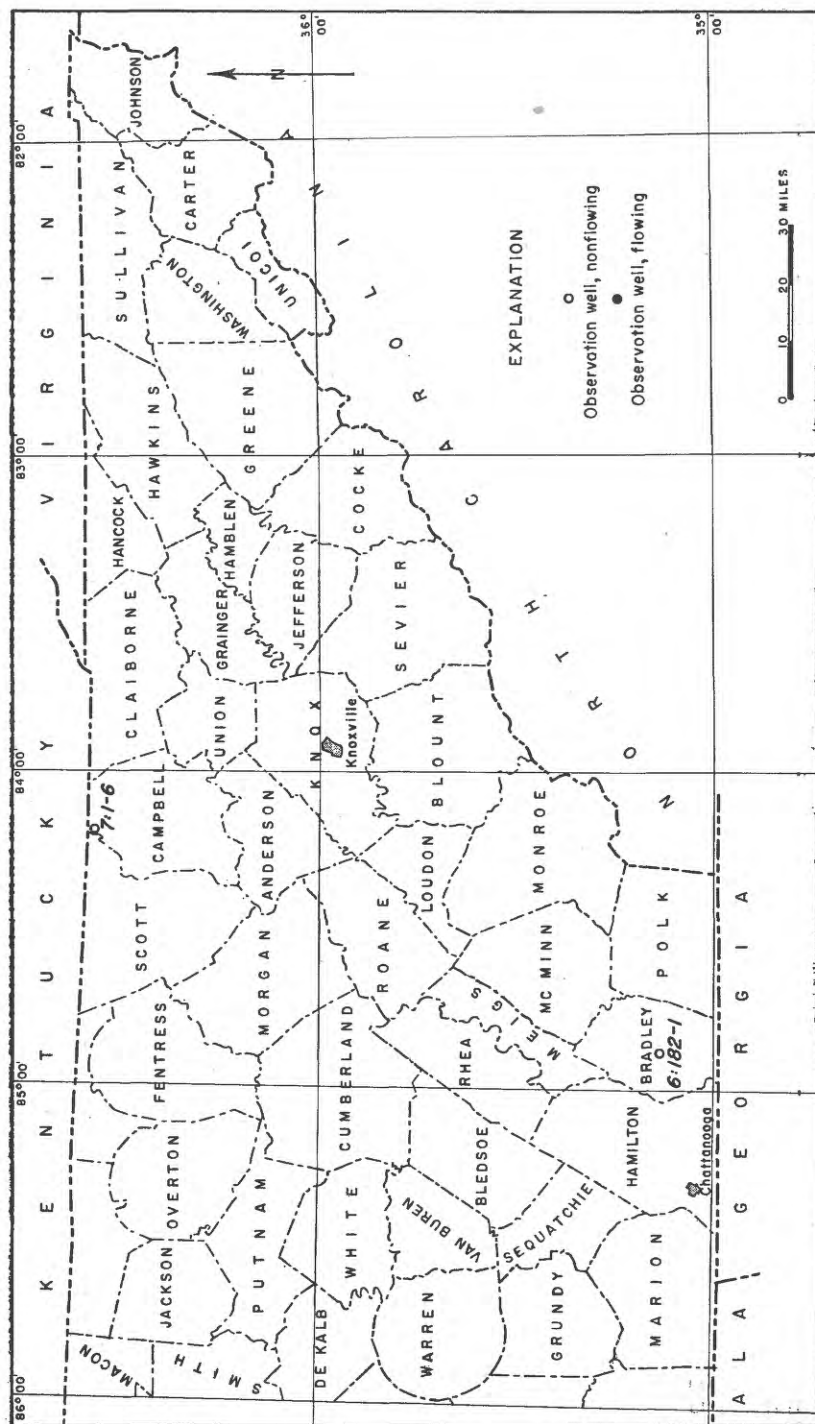 86°00'
85°00'
84°00'
83°00'
82°00'
36°
00'
35°
00'
KENTUCKY
VIRGINIA
NORTH CAROLINA
GEORGIA
ALA
MACON
SMITH
JACKSON
OVERTON
FENTRESS
SCOTT
CAMPBELL
7:1-6
CLAIBORNE
HANCOCK
HAWKINS
SULLIVAN
JOHNSON
CARTER
WASHINGTON
UNICOI
GREENE
PUTNAM
DE KALB
WHITE
CUMBERLAND
MORGAN
ANDERSON
UNION
GRAINGER
HAMBLEN
JEFFERSON
KNOX
Knoxville
COCKE
SEVIER
BLOUNT
LOUDON
ROANE
WARREN
VAN BUREN
BLEDSOE
RHEA
MEIGS
MC MINN
MONROE
GRUNDY
SEQUATCHIE
MARION
HAMILTON
Chattanooga
BRADLEY
6:182-1
POLK
N
EXPLANATION
Observation well, nonflowing
Observation well, flowing
0 10 20 30 MILES